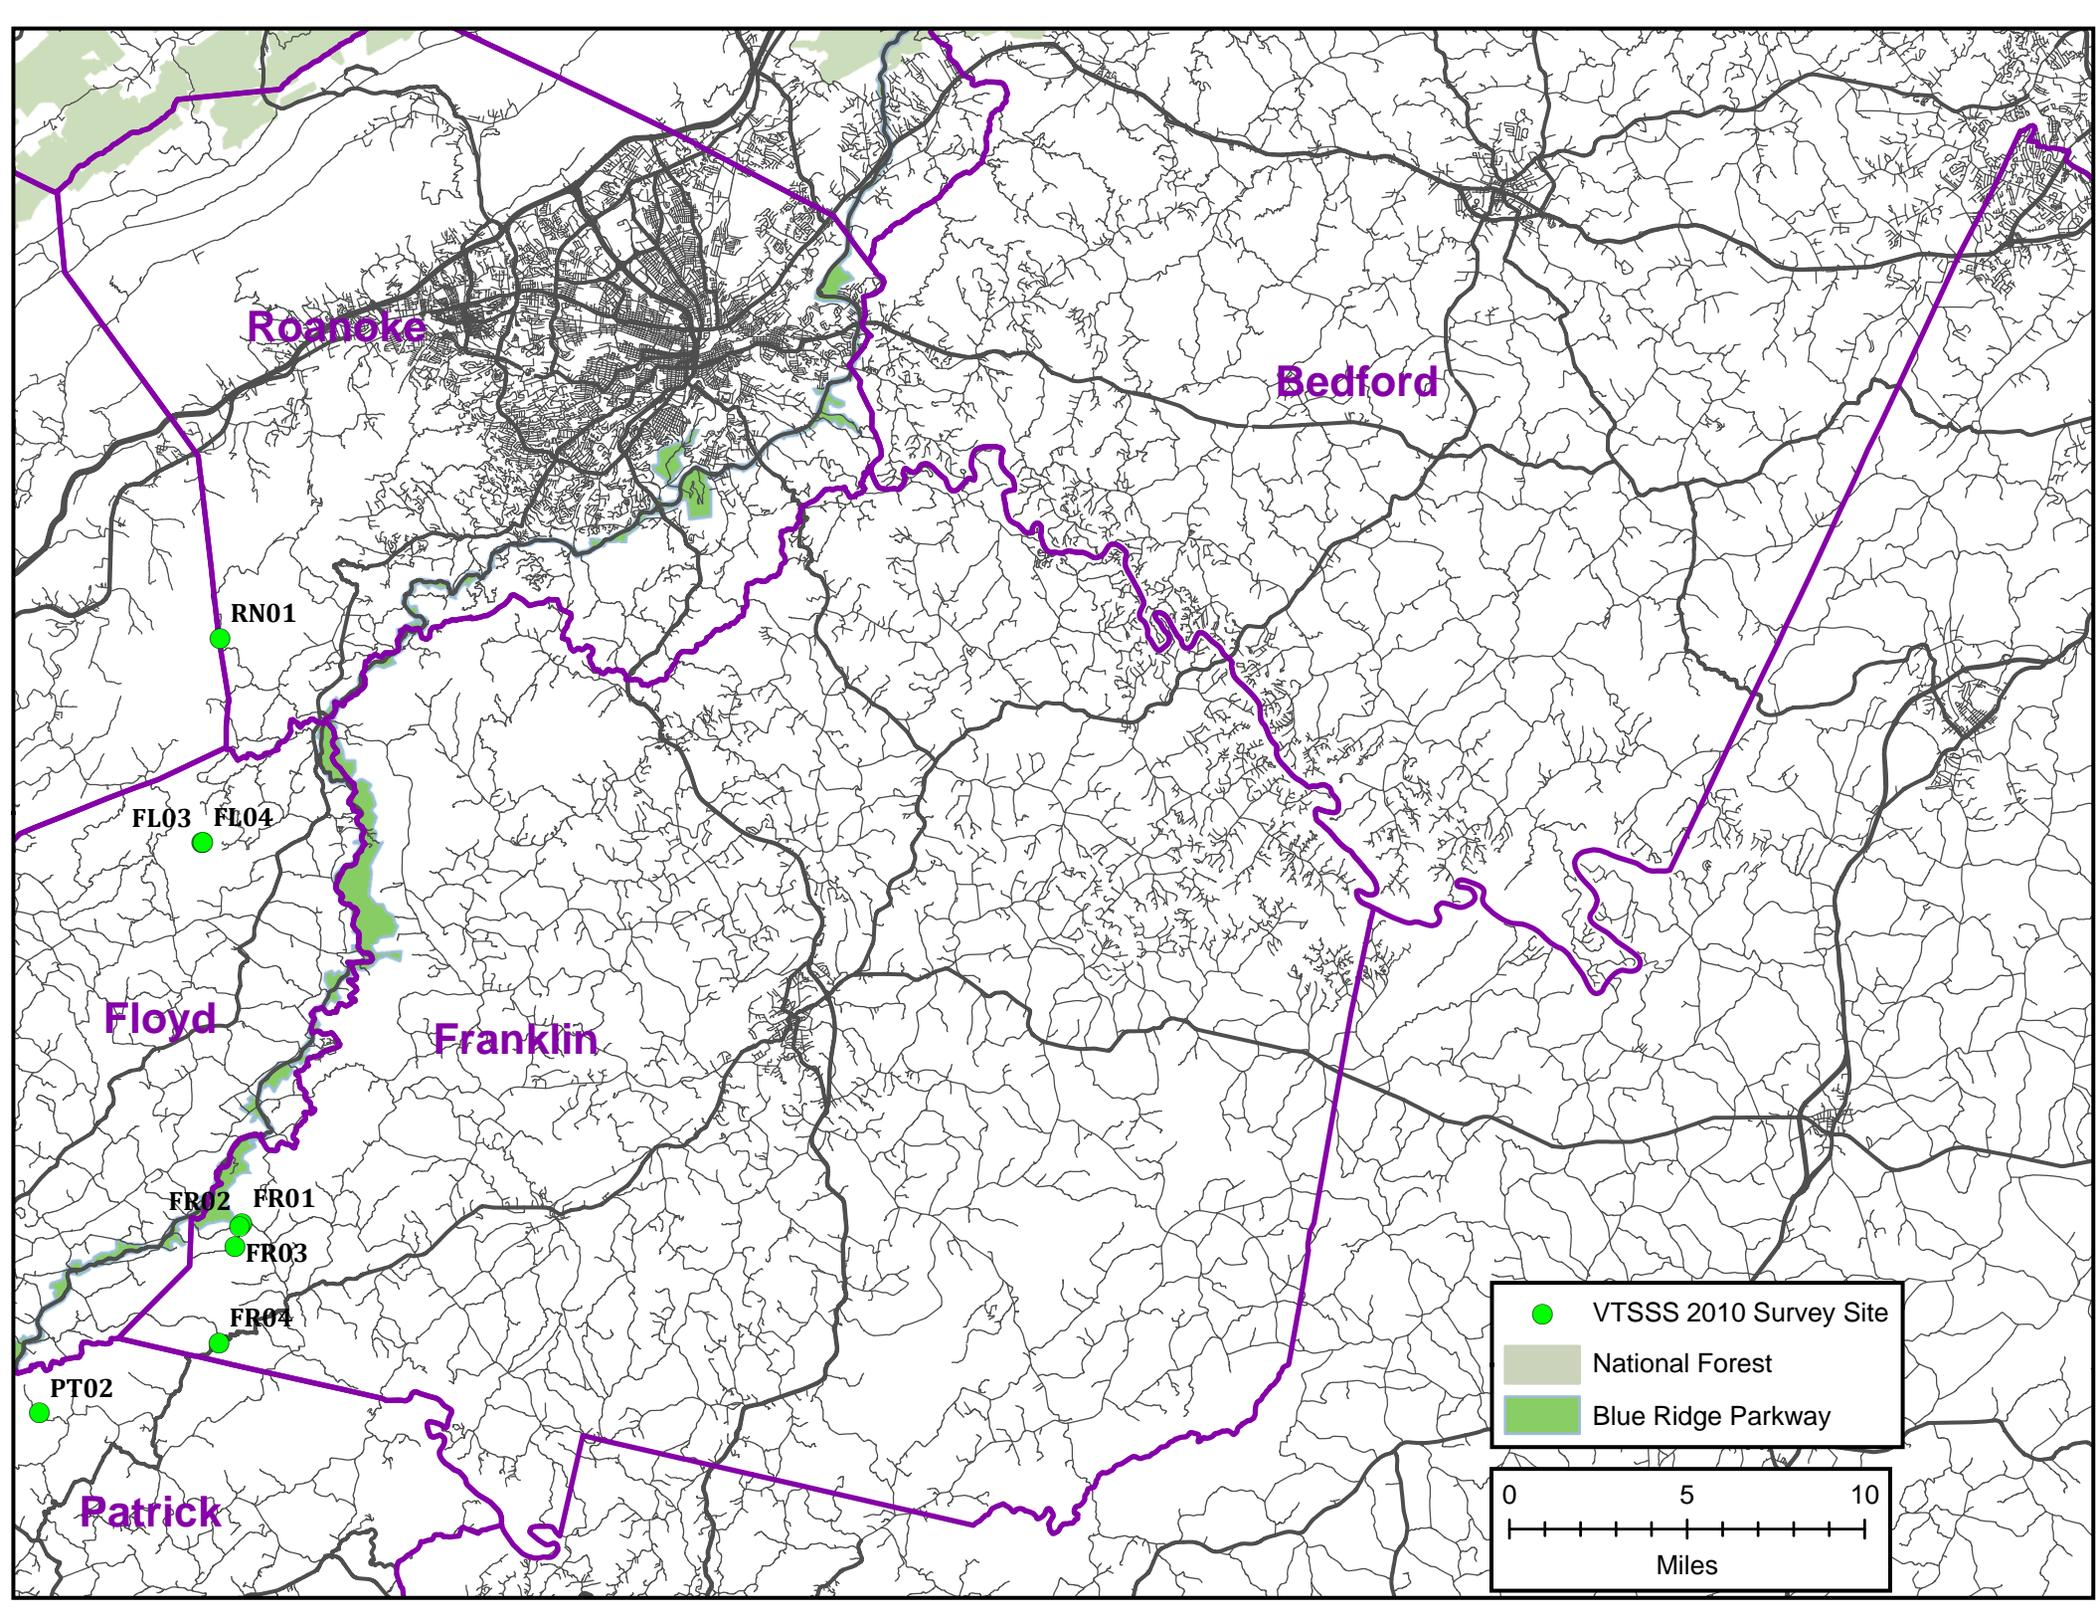 Roanoke
Bedford
RN01
FL03 FL04
Floyd
Franklin
FR02 FR01
FR03
FR04
PT02
Patrick
VTSSS 2010 Survey Site
National Forest
Blue Ridge Parkway
0 5 10
Miles